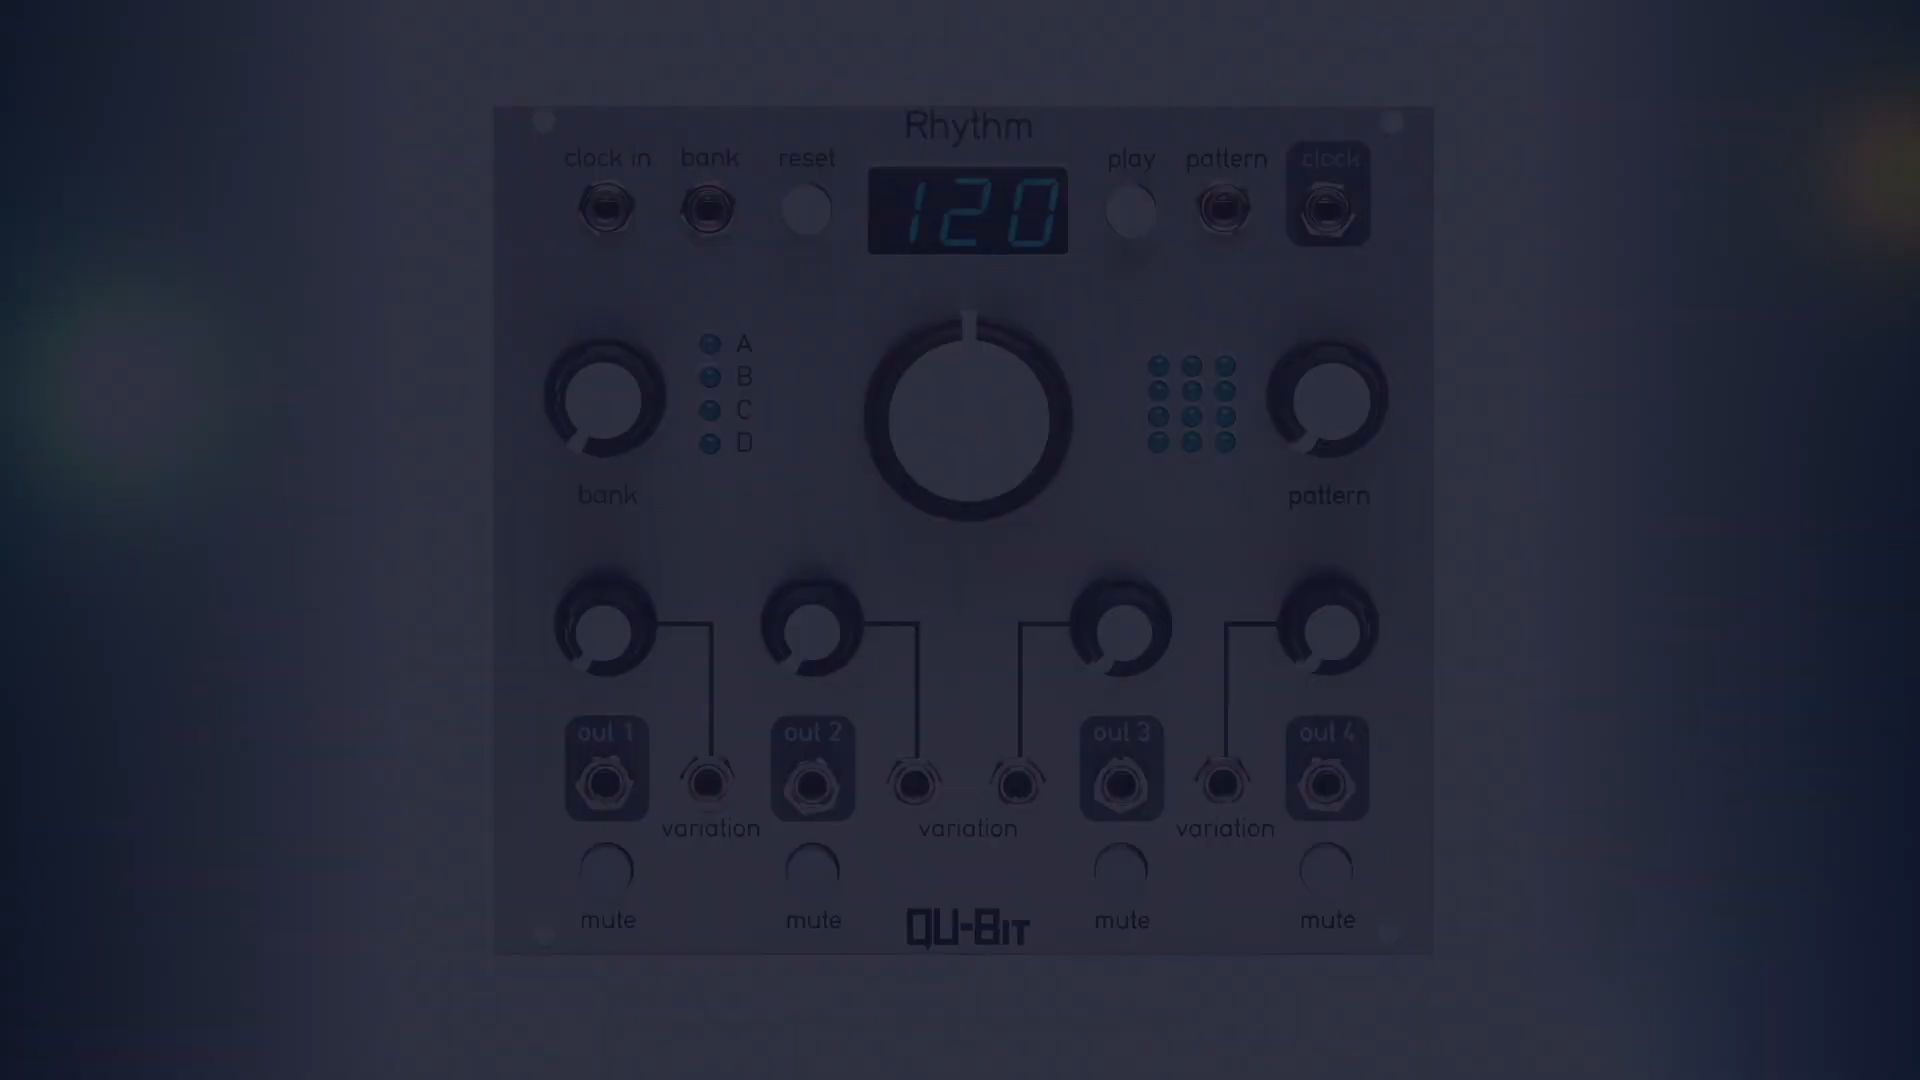 Rhythm
clock in bank reset play pattern clock
120
A
B
C
D
bank pattern
out 1 out 2 out 3 out 4
variation variation variation
mute mute QU-BIT mute mute